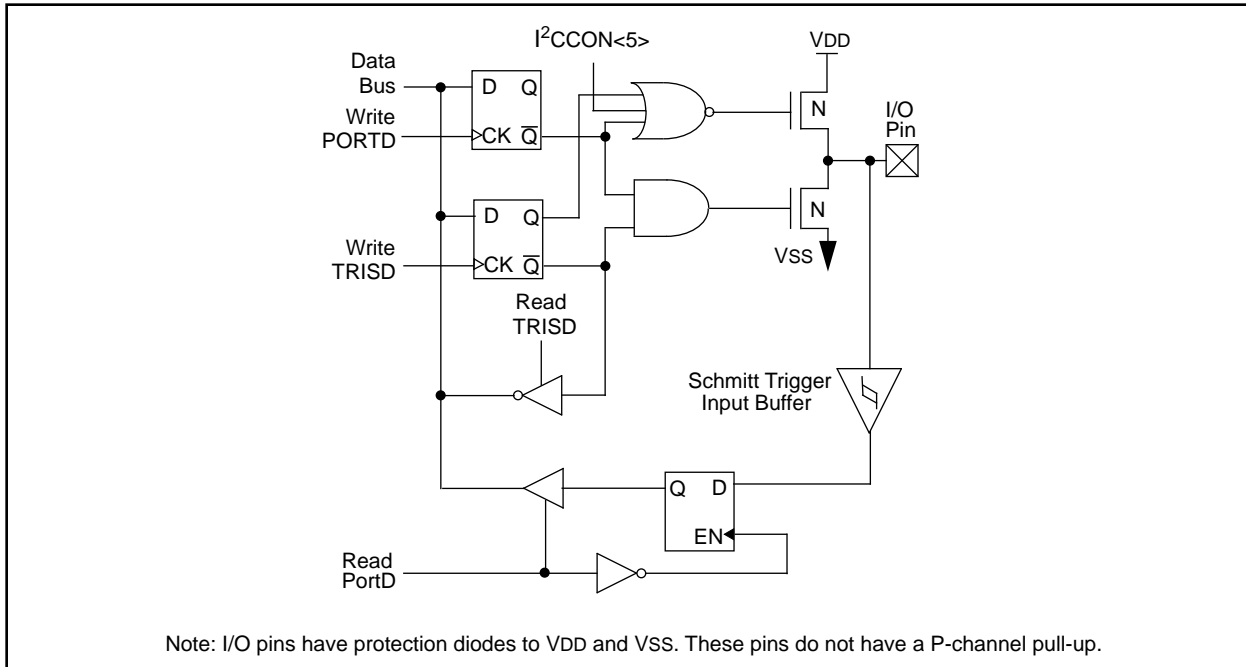 I²CCON<5>
VDD
Data
Bus
D Q
Write
PORTD
CK Q̅
N
I/O
Pin
D Q
Write
TRISD
CK Q̅
N
VSS
Read
TRISD
Schmitt Trigger
Input Buffer
Q D
EN
Read
PortD
Note: I/O pins have protection diodes to VDD and VSS. These pins do not have a P-channel pull-up.